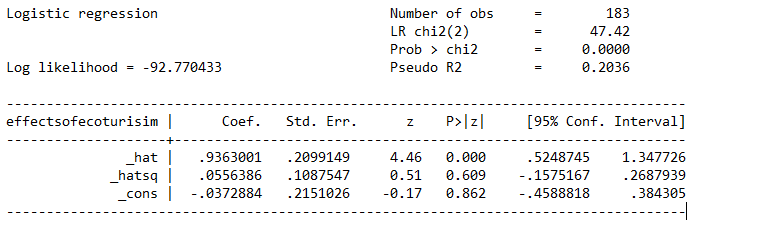 Logistic regression                             Number of obs     =        183
                                                LR chi2(2)        =      47.42
                                                Prob > chi2       =     0.0000
Log likelihood = -92.770433                     Pseudo R2         =     0.2036
-------------------------------------------------------------------------------------
effectsofecoturisim |      Coef.   Std. Err.      z    P>|z|     [95% Conf. Interval]
--------------------+----------------------------------------------------------------
               _hat |   .9363001   .2099149     4.46   0.000     .5248745    1.347726
             _hatsq |   .0556386   .1087547     0.51   0.609    -.1575167    .2687939
              _cons |  -.0372884   .2151026    -0.17   0.862    -.4588818     .384305
-------------------------------------------------------------------------------------